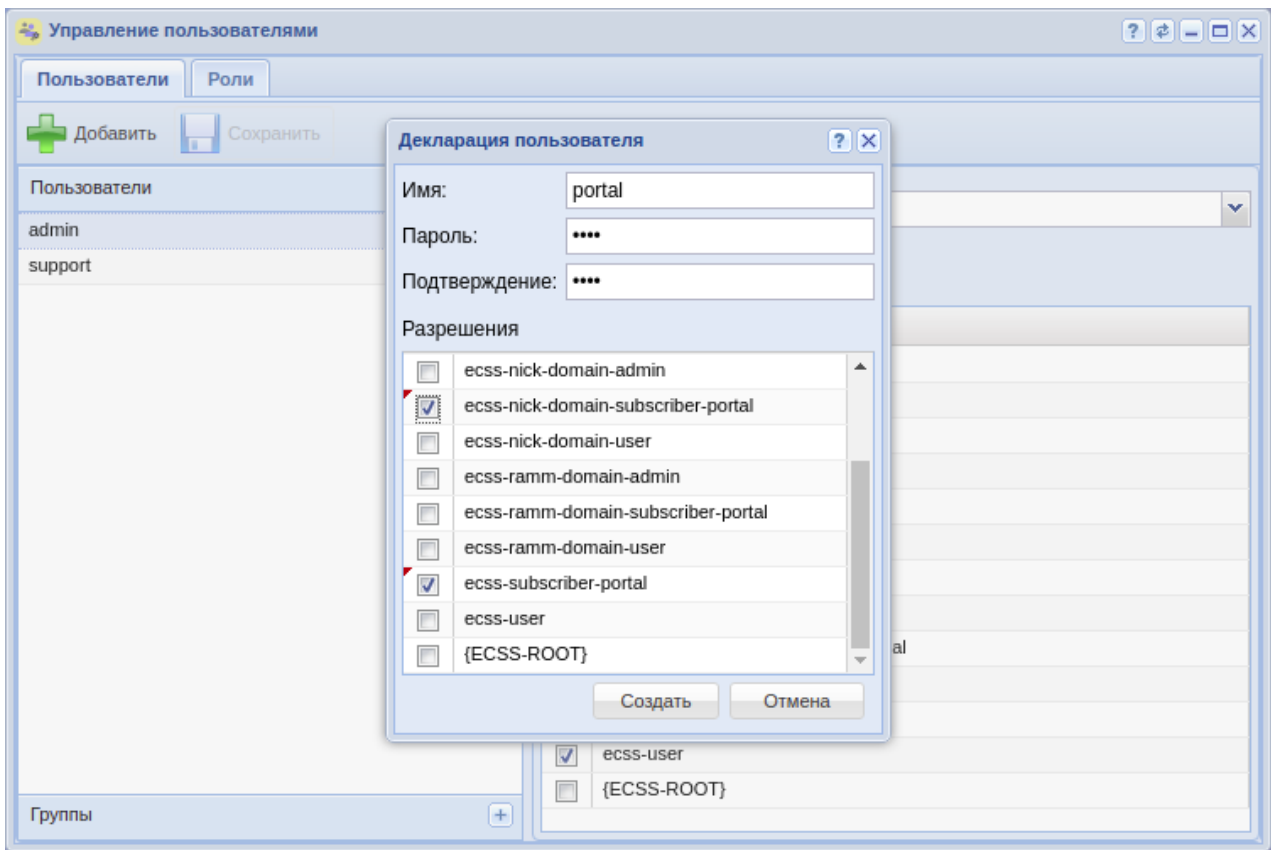 Управление пользователями
Пользователи Роли
Добавить Сохранить
Пользователи
admin
support
Группы
Декларация пользователя
Имя: portal
Пароль: ••••
Подтверждение: ••••
Разрешения
ecss-nick-domain-admin
ecss-nick-domain-subscriber-portal
ecss-nick-domain-user
ecss-ramm-domain-admin
ecss-ramm-domain-subscriber-portal
ecss-ramm-domain-user
ecss-subscriber-portal
ecss-user
{ECSS-ROOT}
Создать Отмена
al
ecss-user
{ECSS-ROOT}